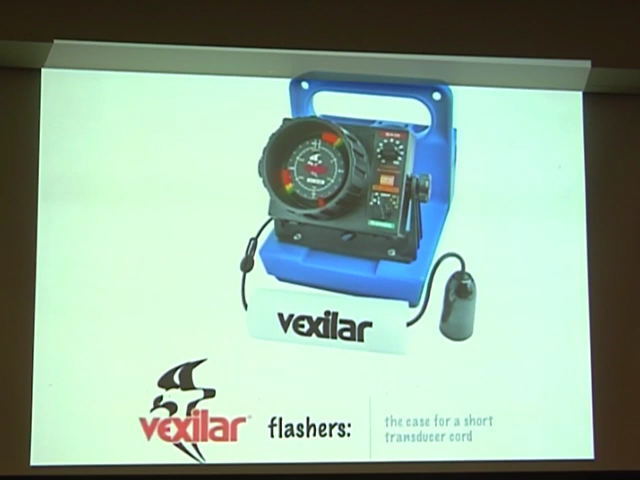 vexilar
vexilar flashers:
the case for a short
transducer cord